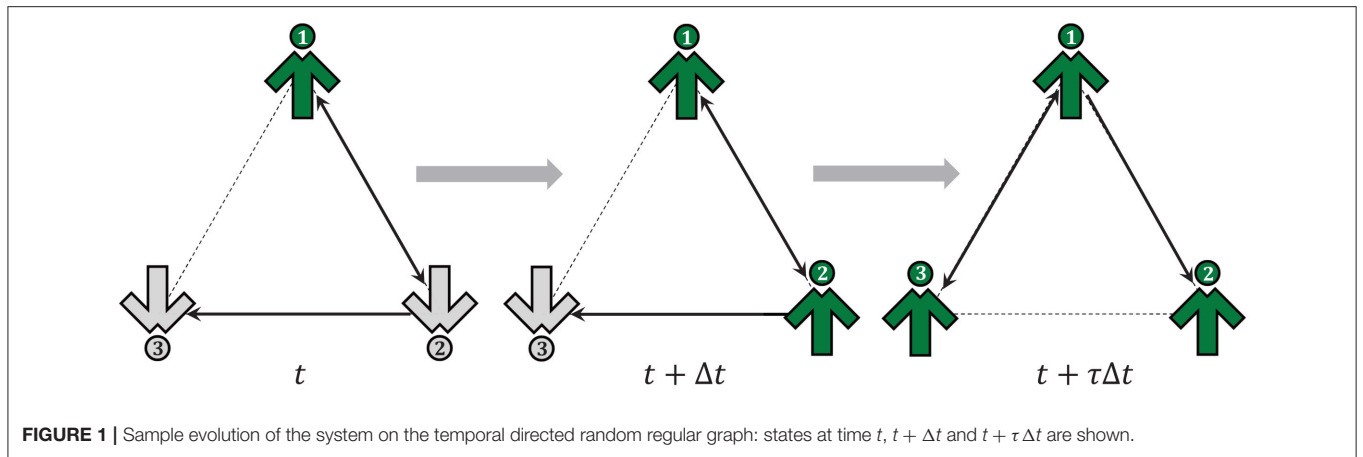 1
1
1
3
2
3
2
3
2
t
t + Δt
t + τΔt
FIGURE 1 | Sample evolution of the system on the temporal directed random regular graph: states at time t, t + Δt and t + τ Δt are shown.